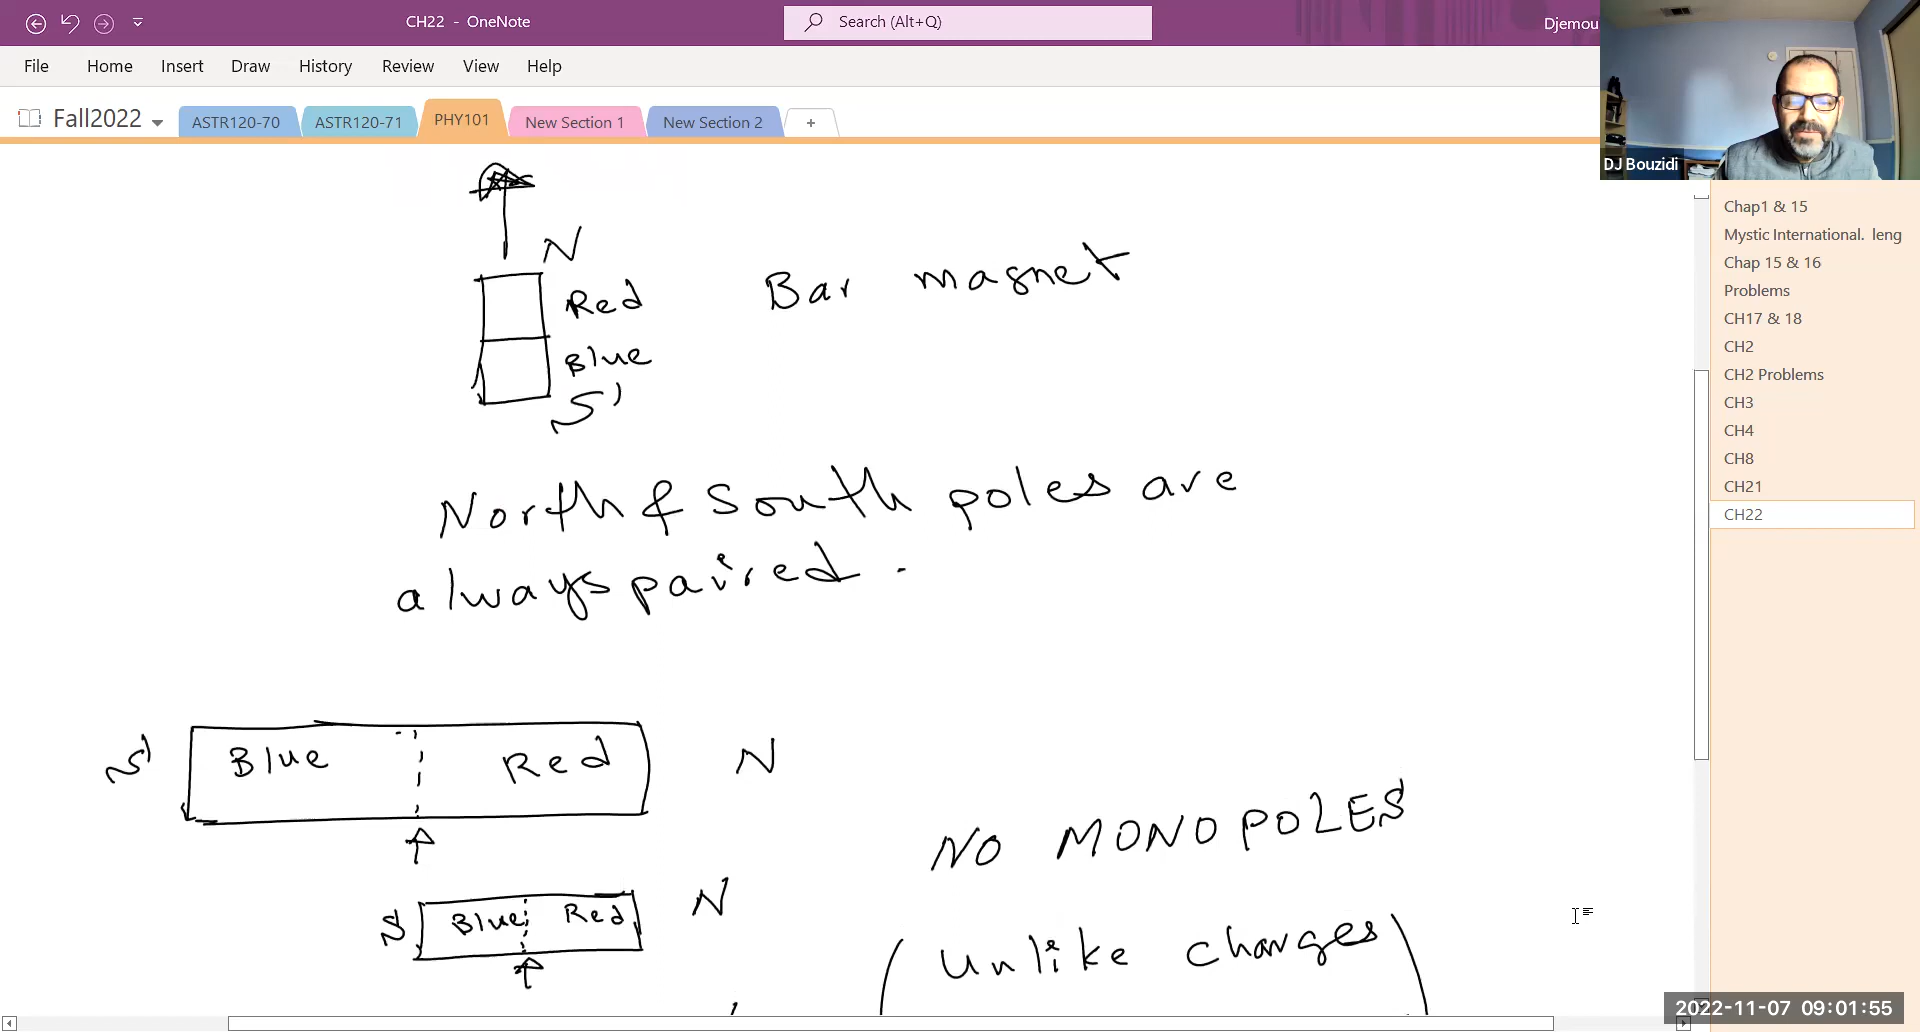 CH22 - OneNote
Search (Alt+Q)
Djemou
File Home Insert Draw History Review View Help
Fall2022
ASTR120-70
ASTR120-71
PHY101
New Section 1
New Section 2
+
DJ Bouzidi
Chap1 & 15
Mystic International. leng
Chap 15 & 16
Problems
CH17 & 18
CH2
CH2 Problems
CH3
CH4
CH8
CH21
CH22
N
Red
Bar magnet
Blue
S
North & South poles are
always paired.
S Blue Red N
NO MONOPOLES
S Blue Red N
(Unlike charges)
2022-11-07 09:01:55